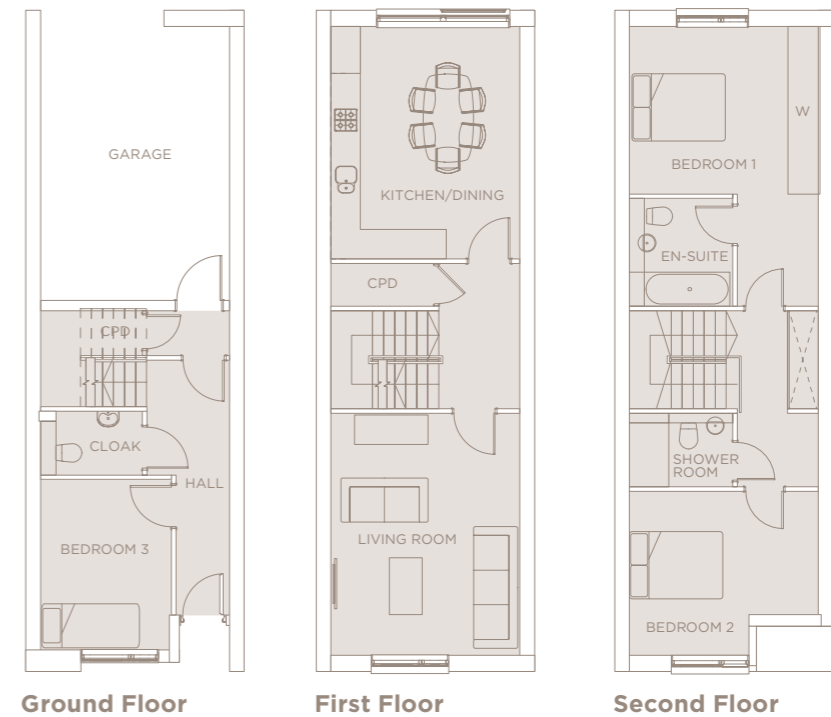 GARAGE
CPD
CLOAK
HALL
BEDROOM 3
Ground Floor
KITCHEN/DINING
CPD
LIVING ROOM
First Floor
W
BEDROOM 1
EN-SUITE
SHOWER
ROOM
BEDROOM 2
Second Floor